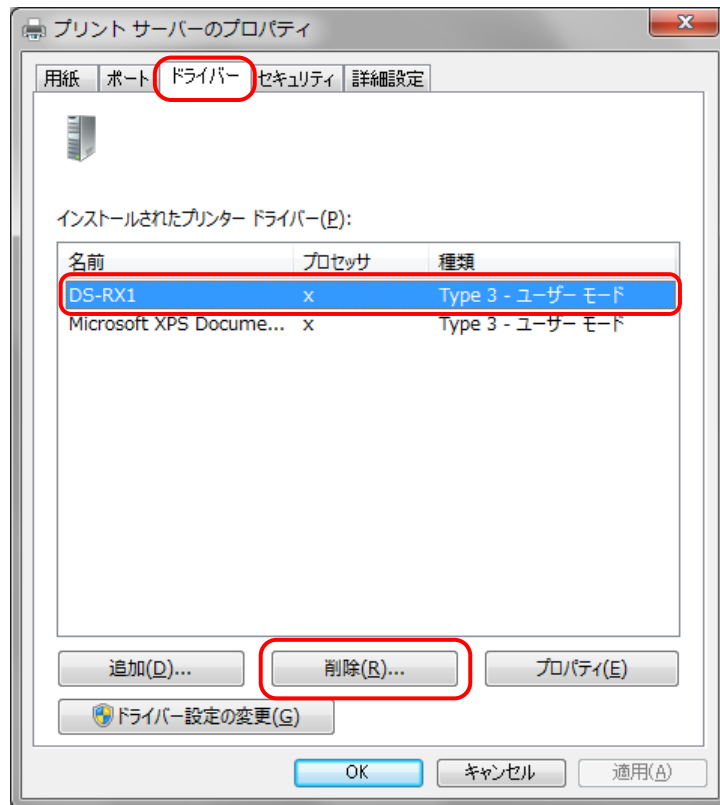 プリント サーバーのプロパティ
用紙 ポート ドライバー セキュリティ 詳細設定
インストールされたプリンター ドライバー(P):
名前 プロセッサ 種類
DS-RX1 x Type 3 - ユーザー モード
Microsoft XPS Docume... x Type 3 - ユーザー モード
追加(D)... 削除(R)... プロパティ(E)
ドライバー設定の変更(G)
OK キャンセル 適用(A)